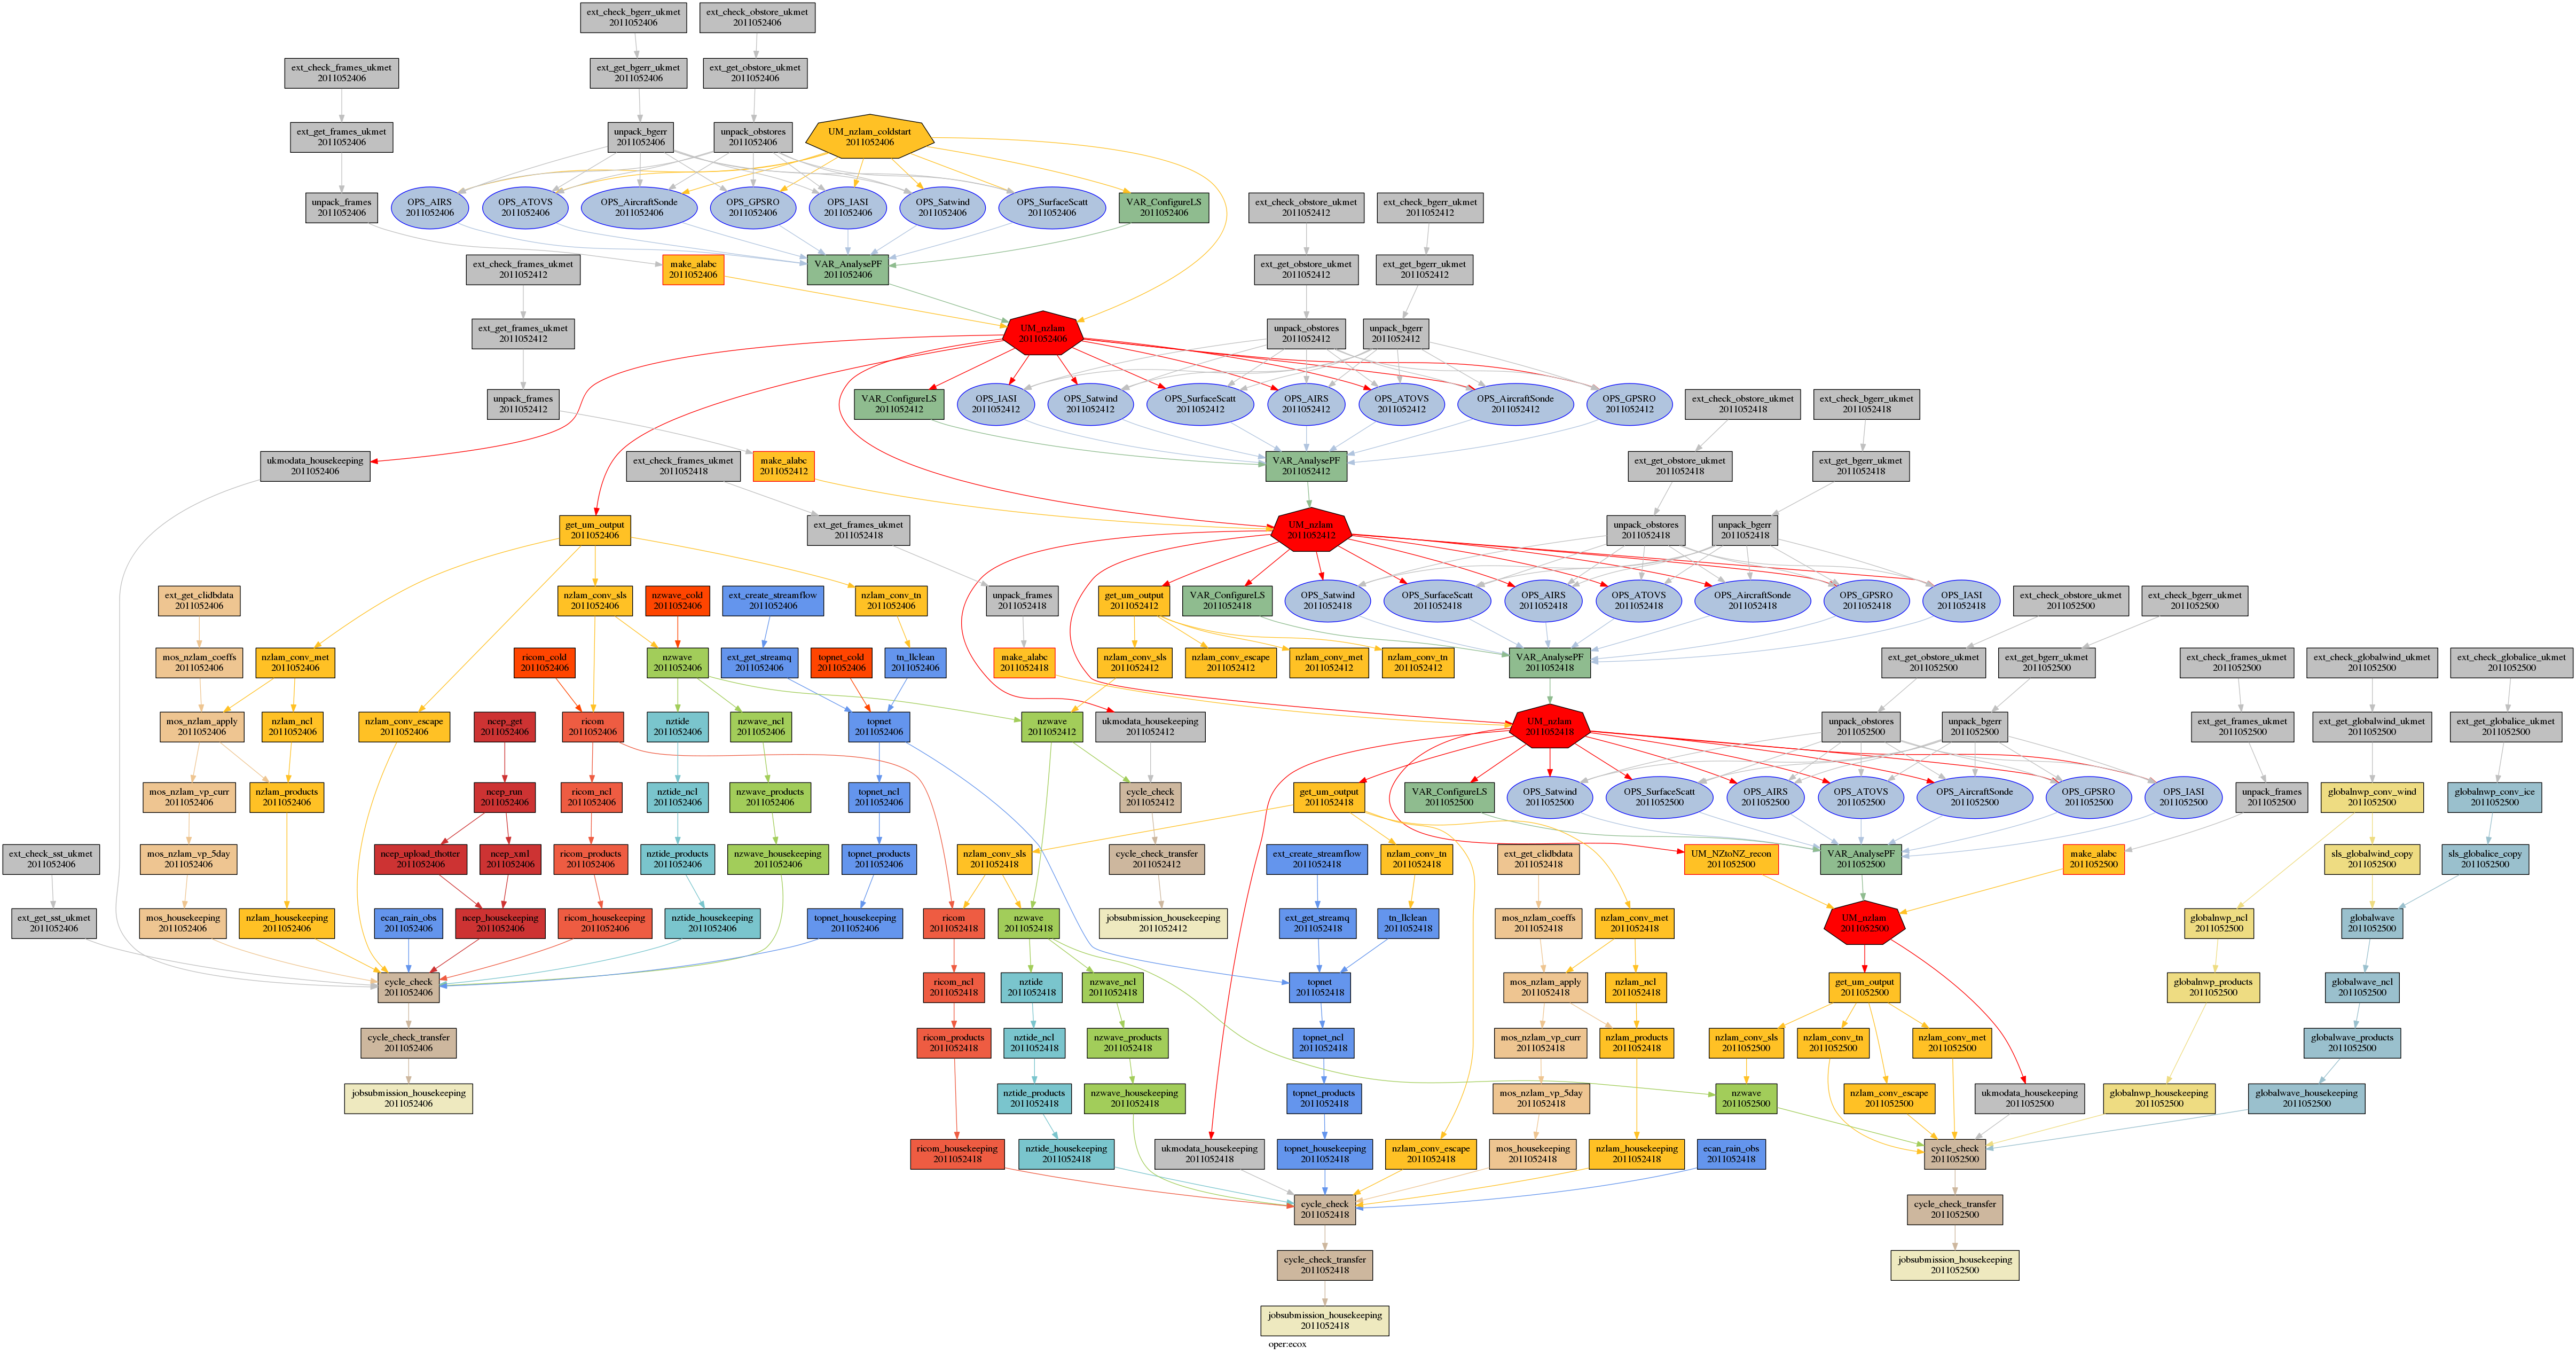 ext_check_bgerr_ukmet
2011052406
ext_check_obstore_ukmet
2011052406
ext_check_frames_ukmet
2011052406
ext_get_bgerr_ukmet
2011052406
ext_get_obstore_ukmet
2011052406
ext_get_frames_ukmet
2011052406
unpack_bgerr
2011052406
unpack_obstores
2011052406
UM_nzlam_coldstart
2011052406
unpack_frames
2011052406
OPS_AIRS
2011052406
OPS_ATOVS
2011052406
OPS_AircraftSonde
2011052406
OPS_GPSRO
2011052406
OPS_IASI
2011052406
OPS_Satwind
2011052406
OPS_SurfaceScatt
2011052406
VAR_ConfigureLS
2011052406
ext_check_obstore_ukmet
2011052412
ext_check_bgerr_ukmet
2011052412
ext_check_frames_ukmet
2011052412
make_alabc
2011052406
VAR_AnalysePF
2011052406
ext_get_obstore_ukmet
2011052412
ext_get_bgerr_ukmet
2011052412
ext_get_frames_ukmet
2011052412
UM_nzlam
2011052406
unpack_obstores
2011052412
unpack_bgerr
2011052412
unpack_frames
2011052412
VAR_ConfigureLS
2011052412
OPS_IASI
2011052412
OPS_Satwind
2011052412
OPS_SurfaceScatt
2011052412
OPS_AIRS
2011052412
OPS_ATOVS
2011052412
OPS_AircraftSonde
2011052412
OPS_GPSRO
2011052412
ext_check_obstore_ukmet
2011052418
ext_check_bgerr_ukmet
2011052418
ukmodata_housekeeping
2011052406
ext_check_frames_ukmet
2011052418
make_alabc
2011052412
VAR_AnalysePF
2011052412
ext_get_obstore_ukmet
2011052418
ext_get_bgerr_ukmet
2011052418
get_um_output
2011052406
ext_get_frames_ukmet
2011052418
UM_nzlam
2011052412
unpack_obstores
2011052418
unpack_bgerr
2011052418
ext_get_clidbdata
2011052406
nzlam_conv_sls
2011052406
nzwave_cold
2011052406
ext_create_streamflow
2011052406
nzlam_conv_tn
2011052406
unpack_frames
2011052418
get_um_output
2011052412
VAR_ConfigureLS
2011052418
OPS_Satwind
2011052418
OPS_SurfaceScatt
2011052418
OPS_AIRS
2011052418
OPS_ATOVS
2011052418
OPS_AircraftSonde
2011052418
OPS_GPSRO
2011052418
OPS_IASI
2011052418
ext_check_obstore_ukmet
2011052500
ext_check_bgerr_ukmet
2011052500
mos_nzlam_coeffs
2011052406
nzlam_conv_met
2011052406
ricom_cold
2011052406
nzwave
2011052406
ext_get_streamq
2011052406
topnet_cold
2011052406
tn_llclean
2011052406
make_alabc
2011052418
nzlam_conv_sls
2011052412
nzlam_conv_escape
2011052412
nzlam_conv_met
2011052412
nzlam_conv_tn
2011052412
VAR_AnalysePF
2011052418
ext_get_obstore_ukmet
2011052500
ext_get_bgerr_ukmet
2011052500
ext_check_frames_ukmet
2011052500
ext_check_globalwind_ukmet
2011052500
ext_check_globalice_ukmet
2011052500
mos_nzlam_apply
2011052406
nzlam_ncl
2011052406
nzlam_conv_escape
2011052406
ncep_get
2011052406
ricom
2011052406
nztide
2011052406
nzwave_ncl
2011052406
topnet
2011052406
nzwave
2011052412
ukmodata_housekeeping
2011052412
UM_nzlam
2011052418
unpack_obstores
2011052500
unpack_bgerr
2011052500
ext_get_frames_ukmet
2011052500
ext_get_globalwind_ukmet
2011052500
ext_get_globalice_ukmet
2011052500
mos_nzlam_vp_curr
2011052406
nzlam_products
2011052406
ncep_run
2011052406
ricom_ncl
2011052406
nztide_ncl
2011052406
nzwave_products
2011052406
topnet_ncl
2011052406
cycle_check
2011052412
get_um_output
2011052418
VAR_ConfigureLS
2011052500
OPS_Satwind
2011052500
OPS_SurfaceScatt
2011052500
OPS_AIRS
2011052500
OPS_ATOVS
2011052500
OPS_AircraftSonde
2011052500
OPS_GPSRO
2011052500
OPS_IASI
2011052500
unpack_frames
2011052500
globalnwp_conv_wind
2011052500
globalnwp_conv_ice
2011052500
ext_check_sst_ukmet
2011052406
mos_nzlam_vp_5day
2011052406
ncep_upload_thotter
2011052406
ncep_xml
2011052406
ricom_products
2011052406
nztide_products
2011052406
nzwave_housekeeping
2011052406
topnet_products
2011052406
nzlam_conv_sls
2011052418
cycle_check_transfer
2011052412
ext_create_streamflow
2011052418
nzlam_conv_tn
2011052418
ext_get_clidbdata
2011052418
UM_NZtoNZ_recon
2011052500
VAR_AnalysePF
2011052500
make_alabc
2011052500
sls_globalwind_copy
2011052500
sls_globalice_copy
2011052500
ext_get_sst_ukmet
2011052406
mos_housekeeping
2011052406
nzlam_housekeeping
2011052406
ecan_rain_obs
2011052406
ncep_housekeeping
2011052406
ricom_housekeeping
2011052406
nztide_housekeeping
2011052406
topnet_housekeeping
2011052406
ricom
2011052418
nzwave
2011052418
jobsubmission_housekeeping
2011052412
ext_get_streamq
2011052418
tn_llclean
2011052418
mos_nzlam_coeffs
2011052418
nzlam_conv_met
2011052418
UM_nzlam
2011052500
globalnwp_ncl
2011052500
globalwave
2011052500
cycle_check
2011052406
ricom_ncl
2011052418
nztide
2011052418
nzwave_ncl
2011052418
topnet
2011052418
mos_nzlam_apply
2011052418
nzlam_ncl
2011052418
get_um_output
2011052500
globalnwp_products
2011052500
globalwave_ncl
2011052500
cycle_check_transfer
2011052406
ricom_products
2011052418
nztide_ncl
2011052418
nzwave_products
2011052418
topnet_ncl
2011052418
mos_nzlam_vp_curr
2011052418
nzlam_products
2011052418
nzlam_conv_sls
2011052500
nzlam_conv_tn
2011052500
nzlam_conv_met
2011052500
globalwave_products
2011052500
jobsubmission_housekeeping
2011052406
nztide_products
2011052418
nzwave_housekeeping
2011052418
topnet_products
2011052418
mos_nzlam_vp_5day
2011052418
nzwave
2011052500
nzlam_conv_escape
2011052500
ukmodata_housekeeping
2011052500
globalnwp_housekeeping
2011052500
globalwave_housekeeping
2011052500
ricom_housekeeping
2011052418
nztide_housekeeping
2011052418
ukmodata_housekeeping
2011052418
topnet_housekeeping
2011052418
nzlam_conv_escape
2011052418
mos_housekeeping
2011052418
nzlam_housekeeping
2011052418
ecan_rain_obs
2011052418
cycle_check
2011052500
cycle_check
2011052418
cycle_check_transfer
2011052500
cycle_check_transfer
2011052418
jobsubmission_housekeeping
2011052500
jobsubmission_housekeeping
2011052418
oper:ecox